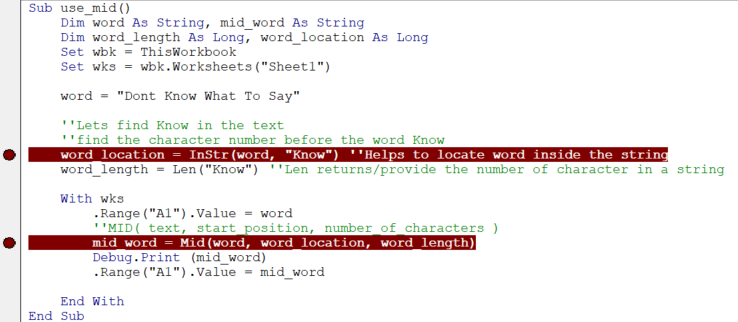 Sub use_mid()
Dim word As String, mid_word As String
Dim word_length As Long, word_location As Long
Set wbk = ThisWorkbook
Set wks = wbk.Worksheets("Sheet1")
word = "Dont Know What To Say"
''Lets find Know in the text
''find the character number before the word Know
word_location = InStr(word, "Know") ''Helps to locate word inside the string
word_length = Len("Know") ''Len returns/provide the number of character in a string
With wks
.Range("A1").Value = word
''MID( text, start_position, number_of_characters )
mid_word = Mid(word, word_location, word_length)
Debug.Print (mid_word)
.Range("A1").Value = mid_word
End With
End Sub